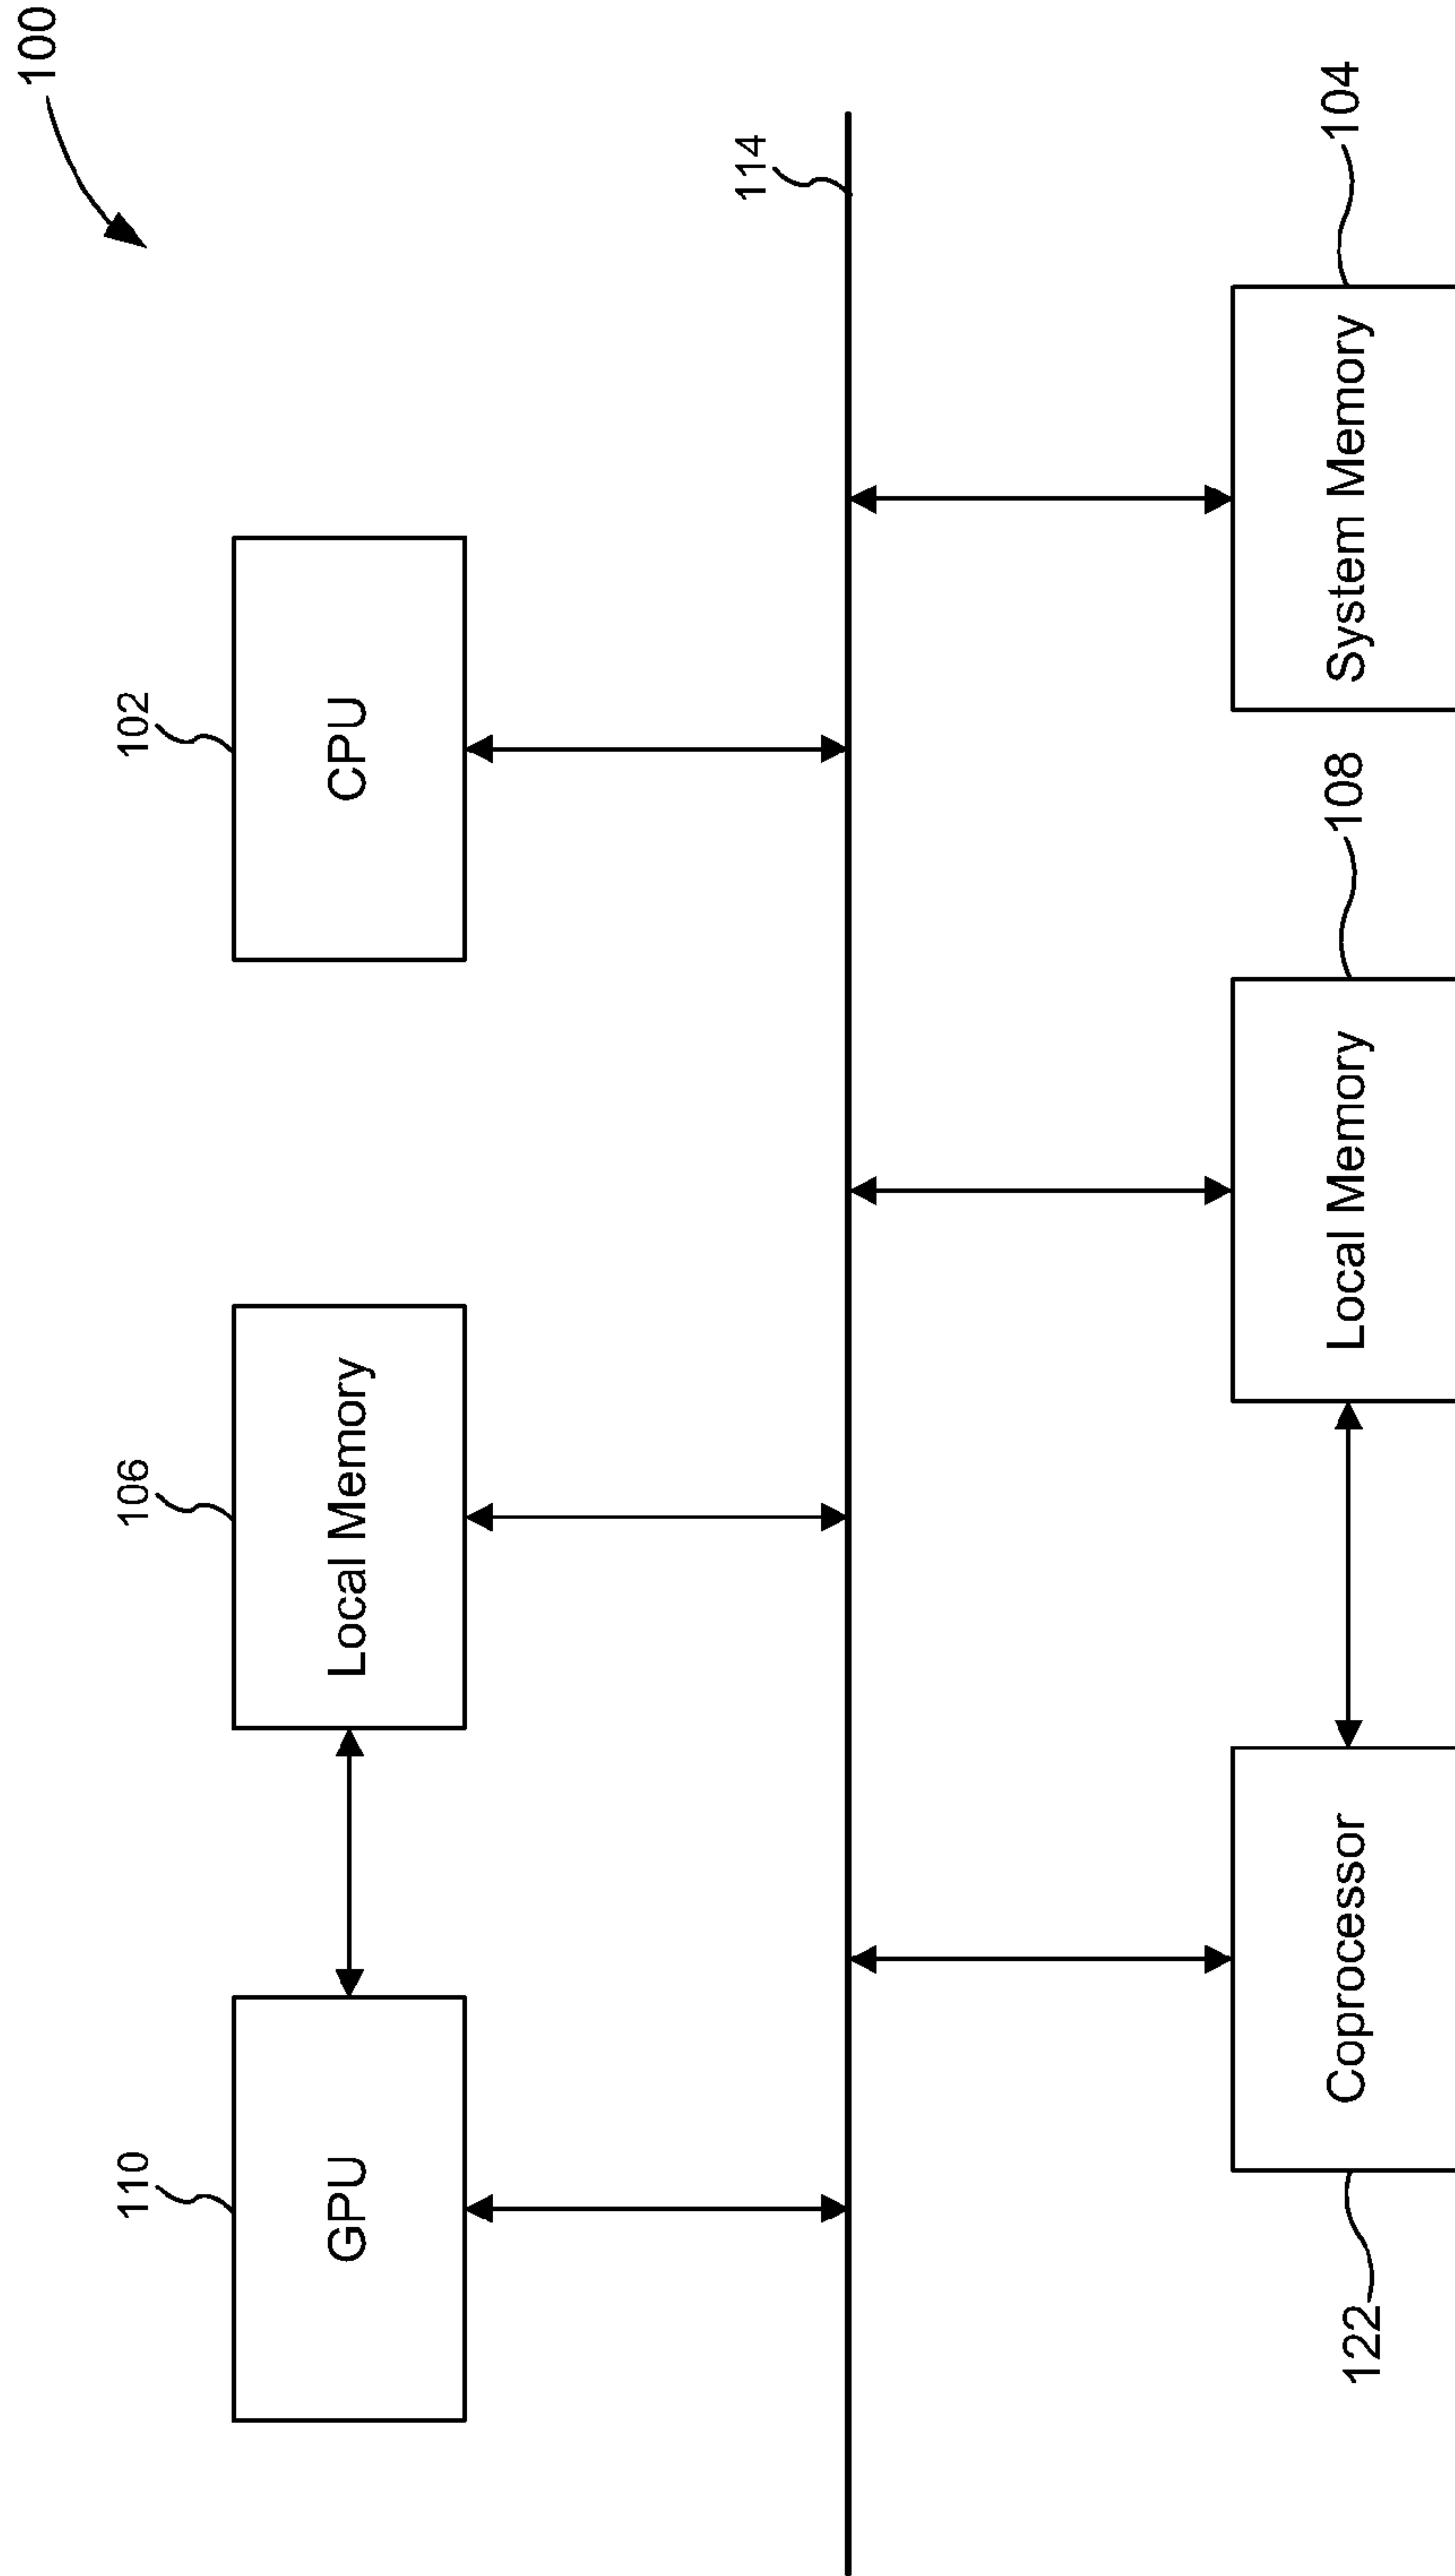 100
110
106
102
GPU
Local Memory
CPU
114
122
108
104
Coprocessor
Local Memory
System Memory